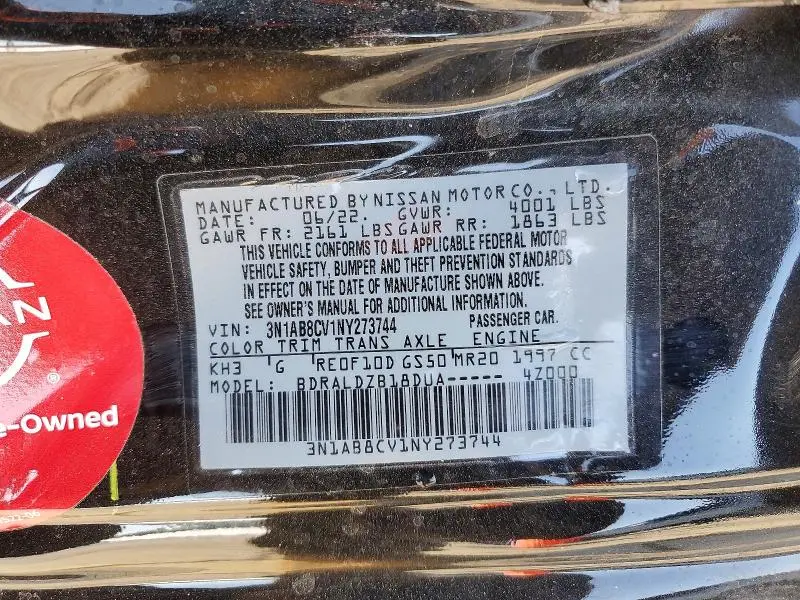 MANUFACTURED BY NISSAN MOTOR CO., LTD.
DATE: 06/22. GVWR: 4001 LBS
GAWR FR: 2161 LBS GAWR RR: 1863 LBS
THIS VEHICLE CONFORMS TO ALL APPLICABLE FEDERAL MOTOR
VEHICLE SAFETY, BUMPER AND THEFT PREVENTION STANDARDS
IN EFFECT ON THE DATE OF MANUFACTURE SHOWN ABOVE.
SEE OWNER'S MANUAL FOR ADDITIONAL INFORMATION.
VIN: 3N1AB8CV1NY273744 PASSENGER CAR.
COLOR TRIM TRANS AXLE ENGINE
KH3 G RE0F10D GS50 MR20 1997 CC
MODEL: BDRALDZB18DUA----- 4Z000
3N1AB8CV1NY273744
e-Owned